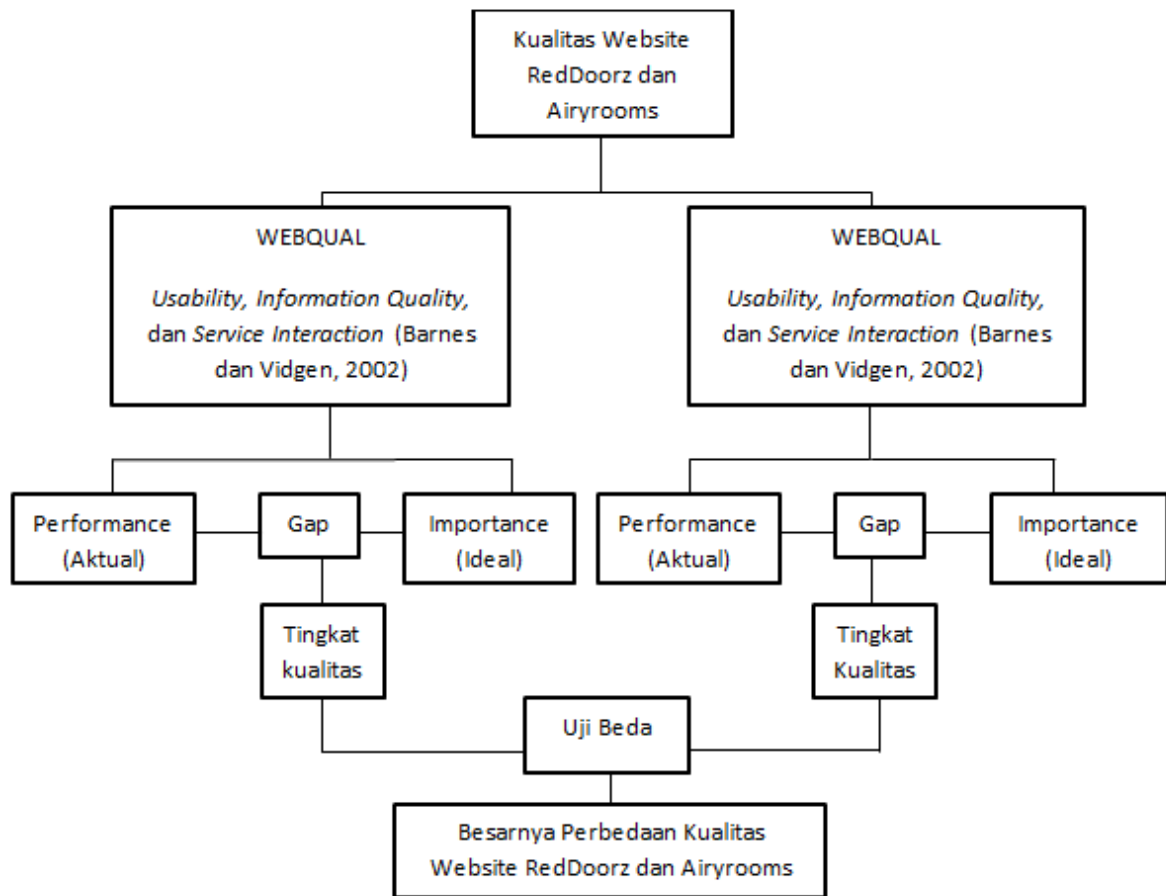 Kualitas Website
RedDoorz dan
Airyrooms
WEBQUAL
Usability, Information Quality,
dan Service Interaction (Barnes
dan Vidgen, 2002)
WEBQUAL
Usability, Information Quality,
dan Service Interaction (Barnes
dan Vidgen, 2002)
Performance
(Aktual)
Gap
Importance
(Ideal)
Performance
(Aktual)
Gap
Importance
(Ideal)
Tingkat
kualitas
Tingkat
Kualitas
Uji Beda
Besarnya Perbedaan Kualitas
Website RedDoorz dan Airyrooms